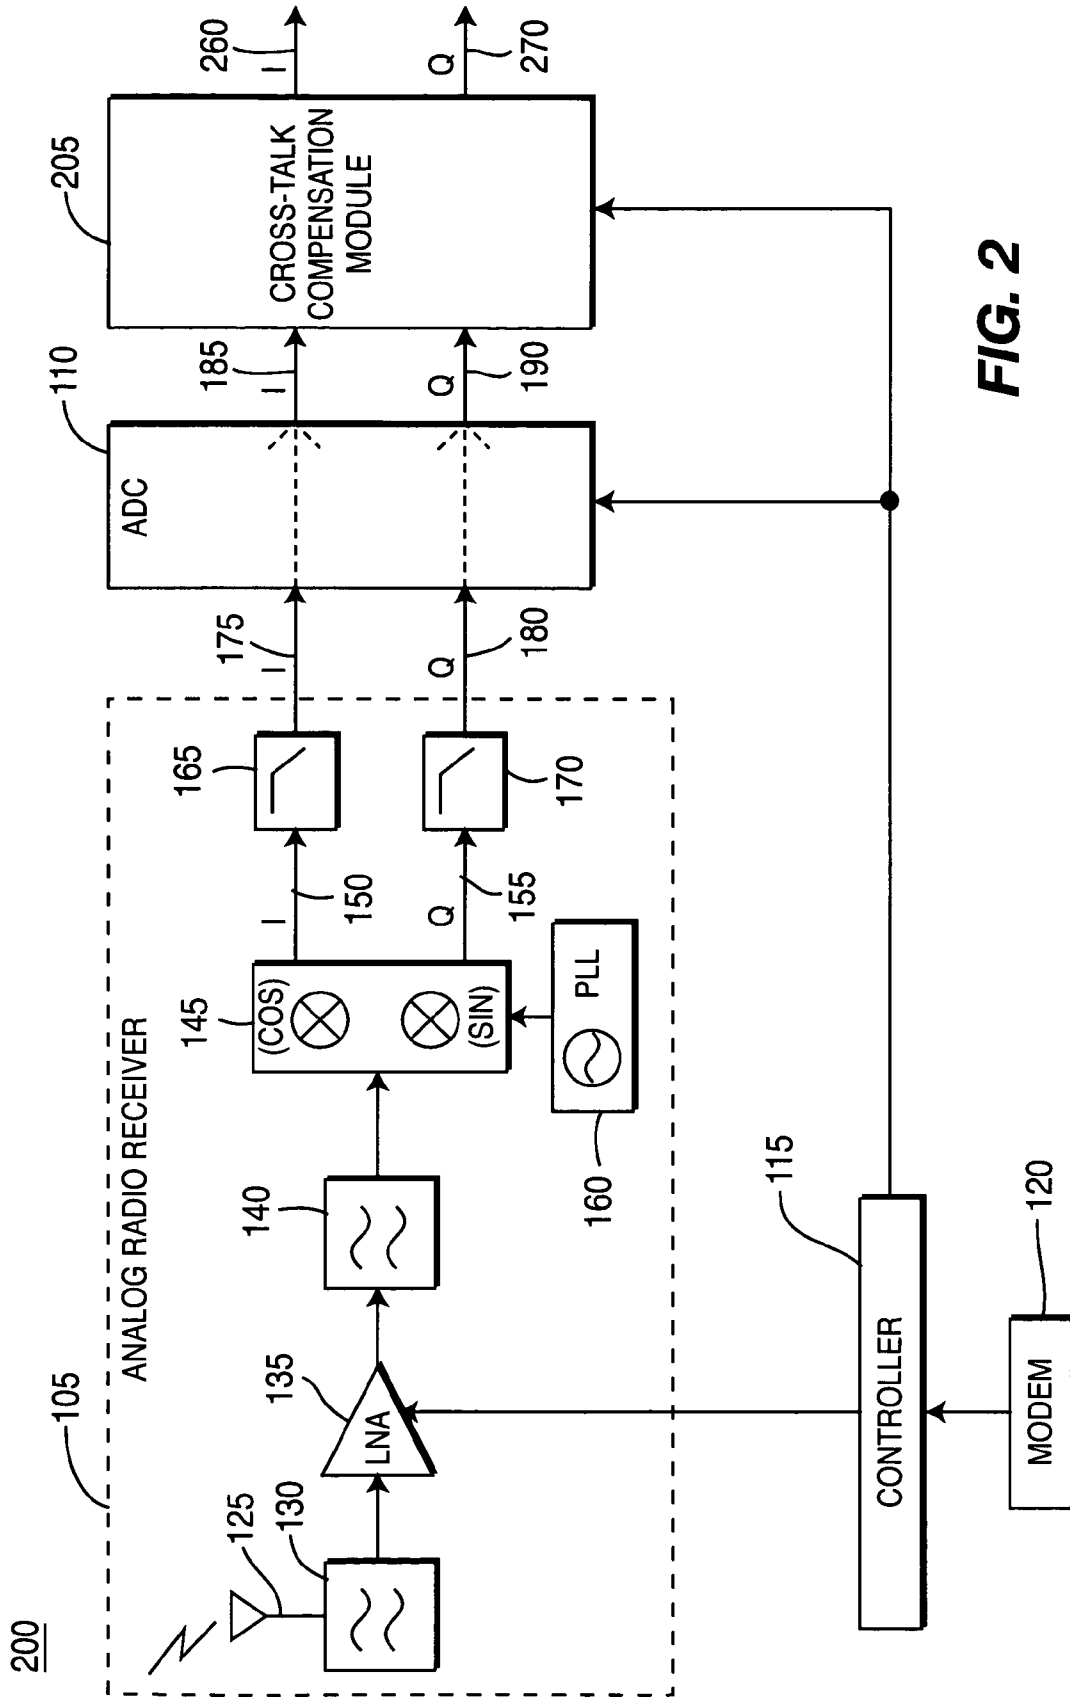 200
105
ANALOG RADIO RECEIVER
125
130
135
LNA
140
145
(COS)
(SIN)
PLL
160
I
150
Q
155
165
170
I
175
Q
180
110
ADC
I
185
Q
190
205
CROSS-TALK
COMPENSATION
MODULE
I
260
Q
270
115
CONTROLLER
120
MODEM
FIG. 2